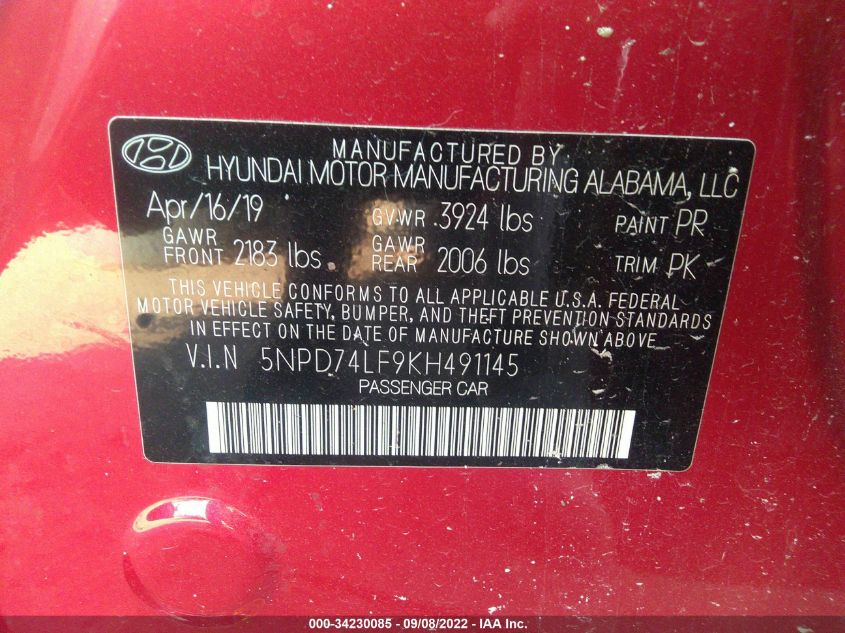 MANUFACTURED BY
HYUNDAI MOTOR MANUFACTURING ALABAMA, LLC
Apr/16/19 GVWR 3924 lbs PAINT PR
GAWR FRONT 2183 lbs GAWR REAR 2006 lbs TRIM PK
THIS VEHICLE CONFORMS TO ALL APPLICABLE U.S.A. FEDERAL
MOTOR VEHICLE SAFETY, BUMPER, AND THEFT PREVENTION STANDARDS
IN EFFECT ON THE DATE OF MANUFACTURE SHOWN ABOVE
V.I.N 5NPD74LF9KH491145
PASSENGER CAR
000-34230085 - 09/08/2022 - IAA Inc.